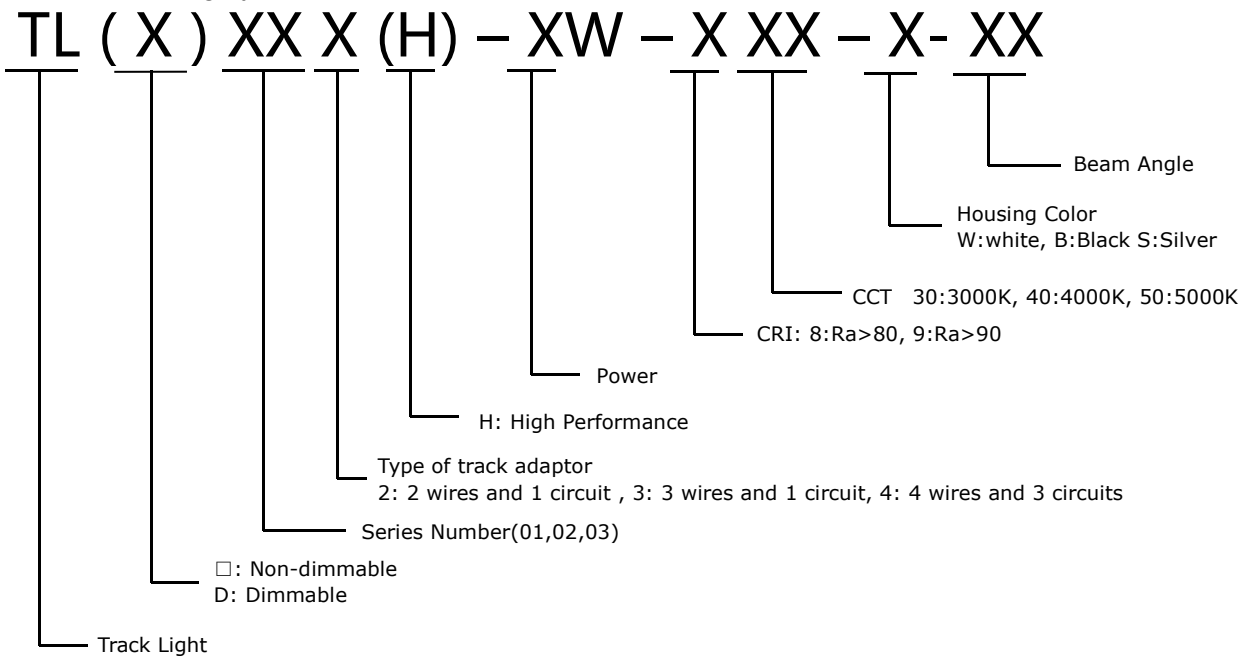 TL ( X ) XX X (H) – XW – X XX – X- XX
Beam Angle
Housing Color
W:white, B:Black S:Silver
CCT 30:3000K, 40:4000K, 50:5000K
CRI: 8:Ra>80, 9:Ra>90
Power
H: High Performance
Type of track adaptor
2: 2 wires and 1 circuit , 3: 3 wires and 1 circuit, 4: 4 wires and 3 circuits
Series Number(01,02,03)
□: Non-dimmable
D: Dimmable
Track Light